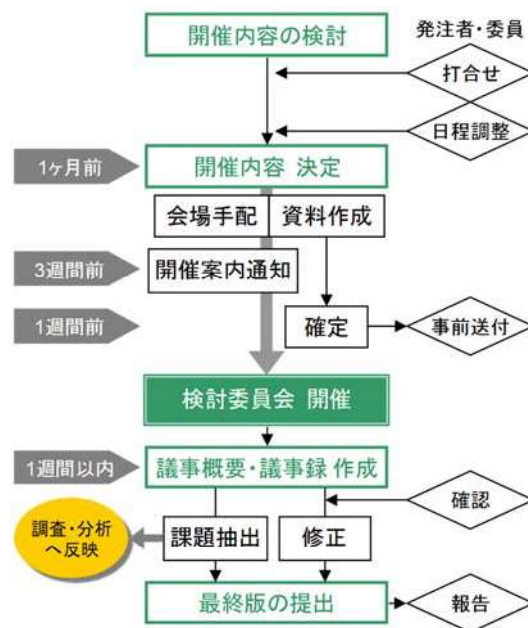 開催内容の検討
発注者・委員
打合せ
日程調整
1ヶ月前
開催内容 決定
会場手配
資料作成
3週間前
開催案内通知
1週間前
確定
事前送付
検討委員会 開催
1週間以内
議事概要・議事録 作成
確認
調査・分析
へ反映
課題抽出
修正
最終版の提出
報告